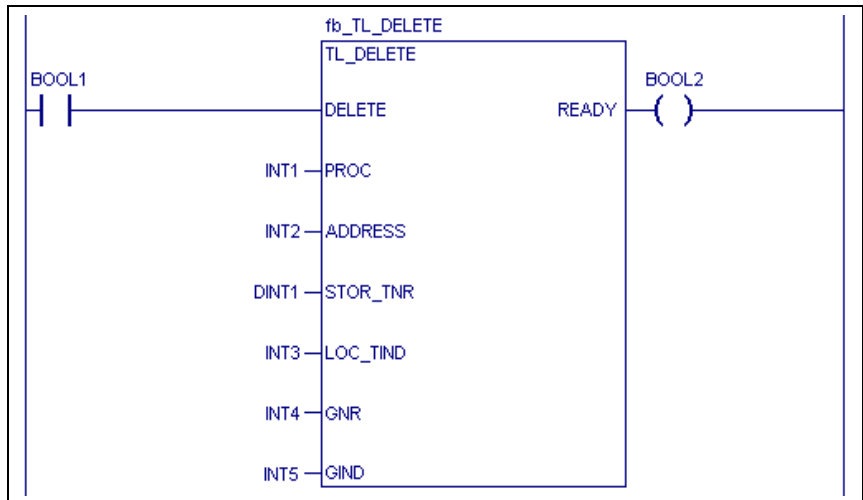 fb_TL_DELETE
TL_DELETE
BOOL1
BOOL2
DELETE READY
INT1 PROC
INT2 ADDRESS
DINT1 STOR_TNR
INT3 LOC_TIND
INT4 GNR
INT5 GIND